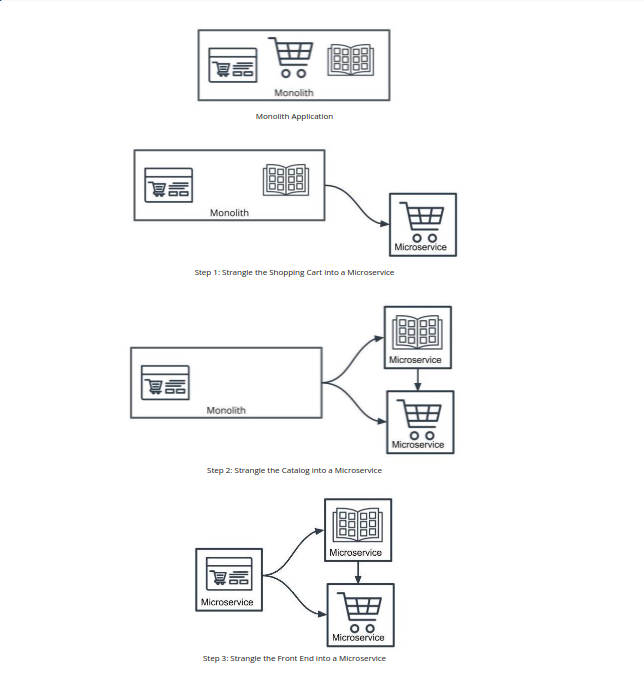 Monolith
Monolith Application
Monolith
Microservice
Step 1: Strangle the Shopping Cart into a Microservice
Microservice
Monolith
Microservice
Step 2: Strangle the Catalog into a Microservice
Microservice
Microservice
Microservice
Step 3: Strangle the Front End into a Microservice